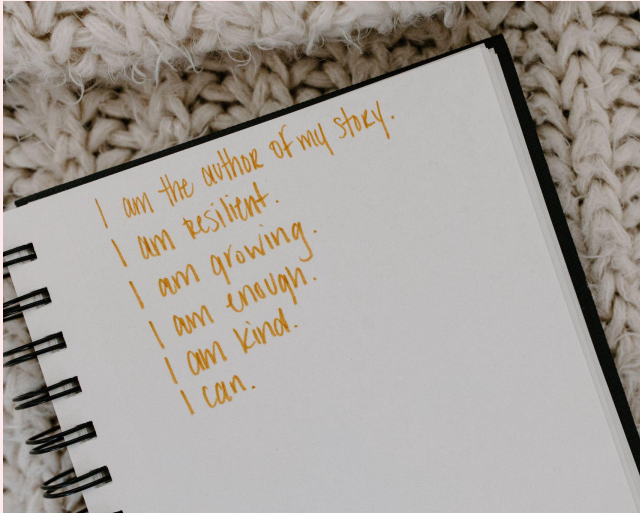 I am the author of my story.
I am resilient.
I am growing.
I am enough.
I am kind.
I can.